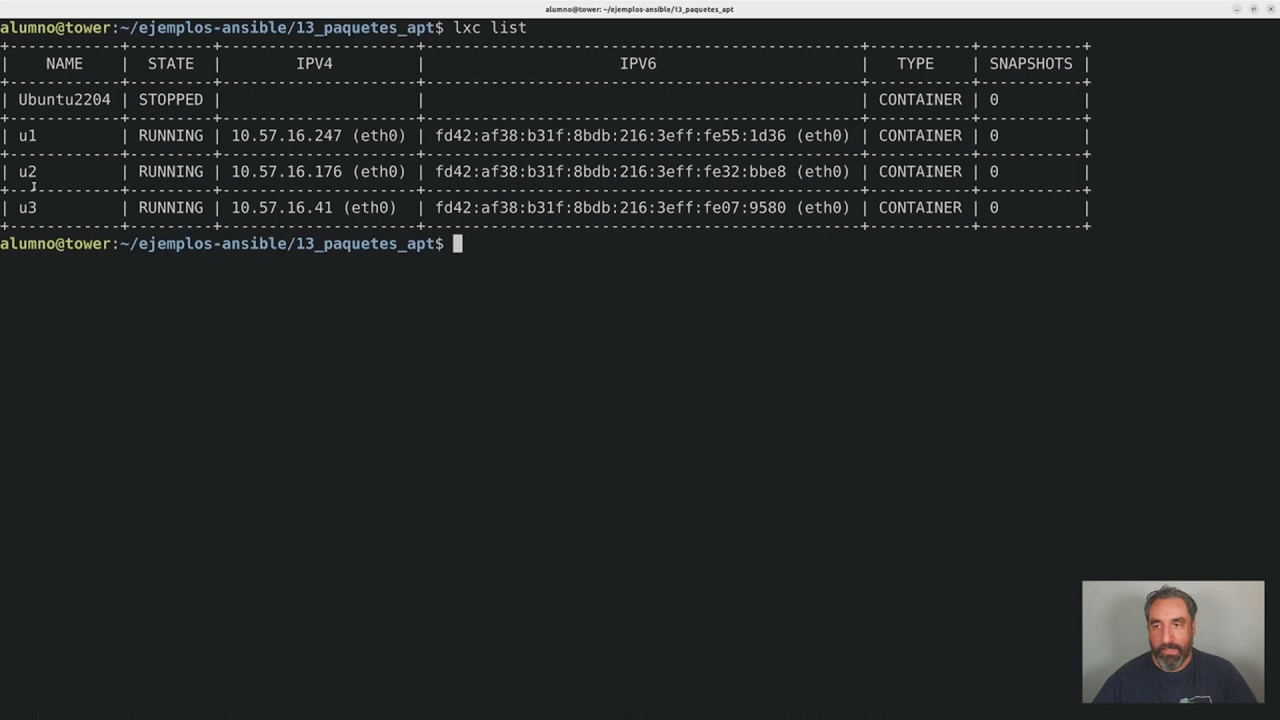 alumno@tower: ~/ejemplos-ansible/13_paquetes_apt
alumno@tower:~/ejemplos-ansible/13_paquetes_apt$ lxc list
+------------+---------+---------------------+-----------------------------------------------+-----------+-----------+
| NAME | STATE | IPV4 | IPV6 | TYPE | SNAPSHOTS |
+------------+---------+---------------------+-----------------------------------------------+-----------+-----------+
| Ubuntu2204 | STOPPED | | | CONTAINER | 0 |
+------------+---------+---------------------+-----------------------------------------------+-----------+-----------+
| u1 | RUNNING | 10.57.16.247 (eth0) | fd42:af38:b31f:8bdb:216:3eff:fe55:1d36 (eth0) | CONTAINER | 0 |
+------------+---------+---------------------+-----------------------------------------------+-----------+-----------+
| u2 | RUNNING | 10.57.16.176 (eth0) | fd42:af38:b31f:8bdb:216:3eff:fe32:bbe8 (eth0) | CONTAINER | 0 |
+------------+---------+---------------------+-----------------------------------------------+-----------+-----------+
| u3 | RUNNING | 10.57.16.41 (eth0) | fd42:af38:b31f:8bdb:216:3eff:fe07:9580 (eth0) | CONTAINER | 0 |
+------------+---------+---------------------+-----------------------------------------------+-----------+-----------+
alumno@tower:~/ejemplos-ansible/13_paquetes_apt$